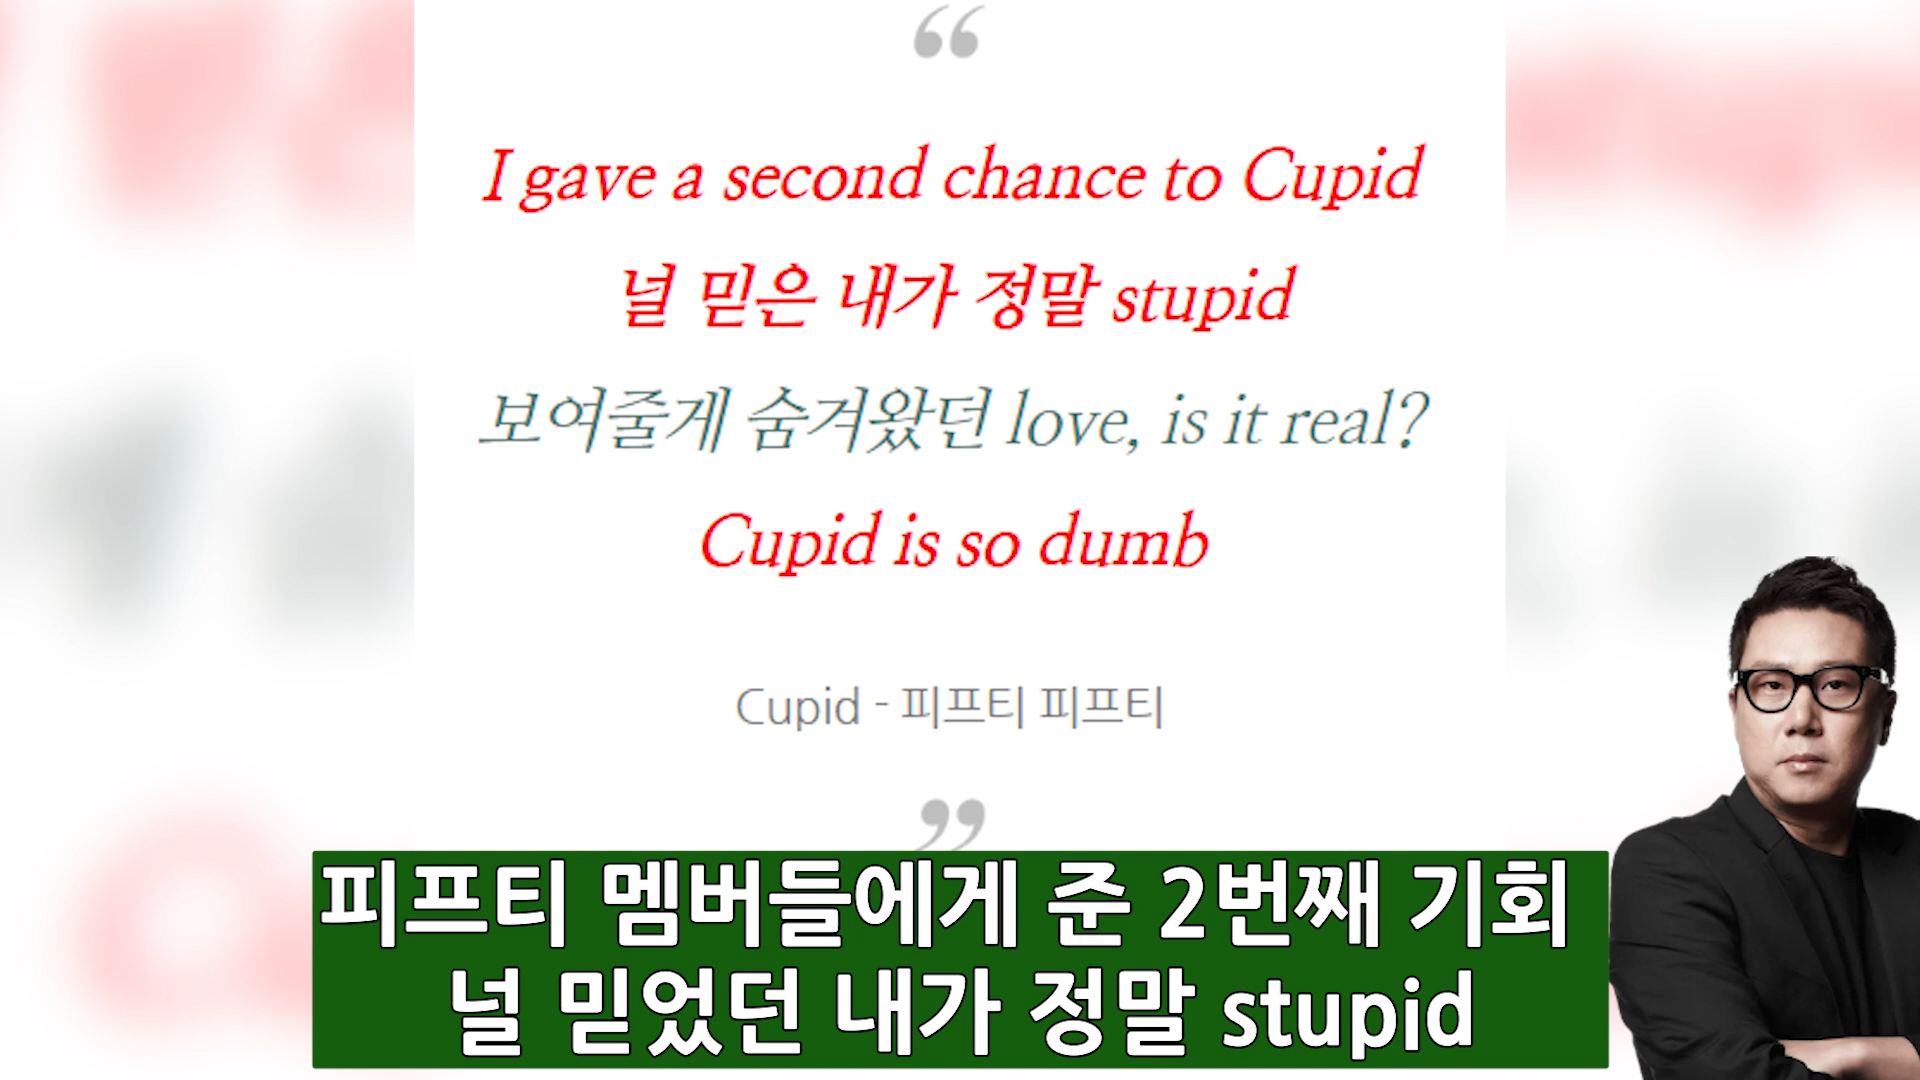 “
I gave a second chance to Cupid
널 믿은 내가 정말 stupid
보여줄게 숨겨왔던 love, is it real?
Cupid is so dumb
Cupid - 피프티 피프티
”
피프티 멤버들에게 준 2번째 기회
널 믿었던 내가 정말 stupid